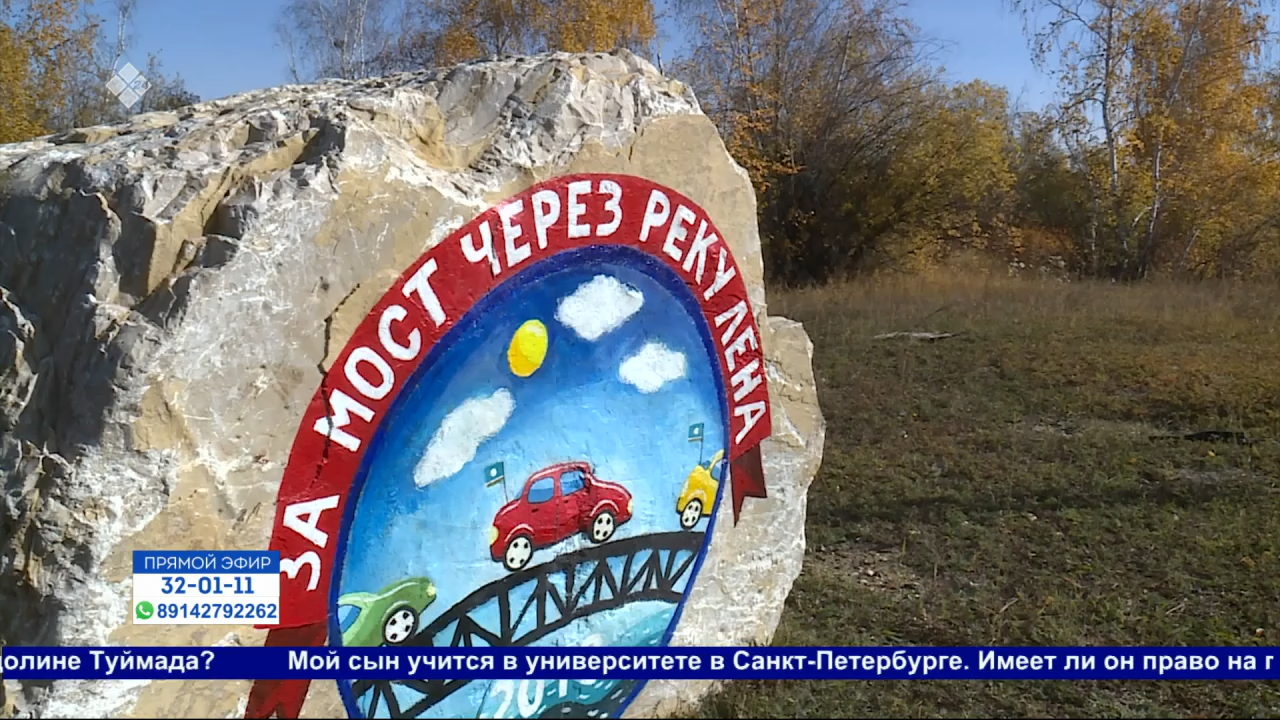 ЗА МОСТ ЧЕРЕЗ РЕКУ ЛЕНА
ПРЯМОЙ ЭФИР
32-01-11
89142792262
долине Туймада? Мой сын учится в университете в Санкт-Петербурге. Имеет ли он право на